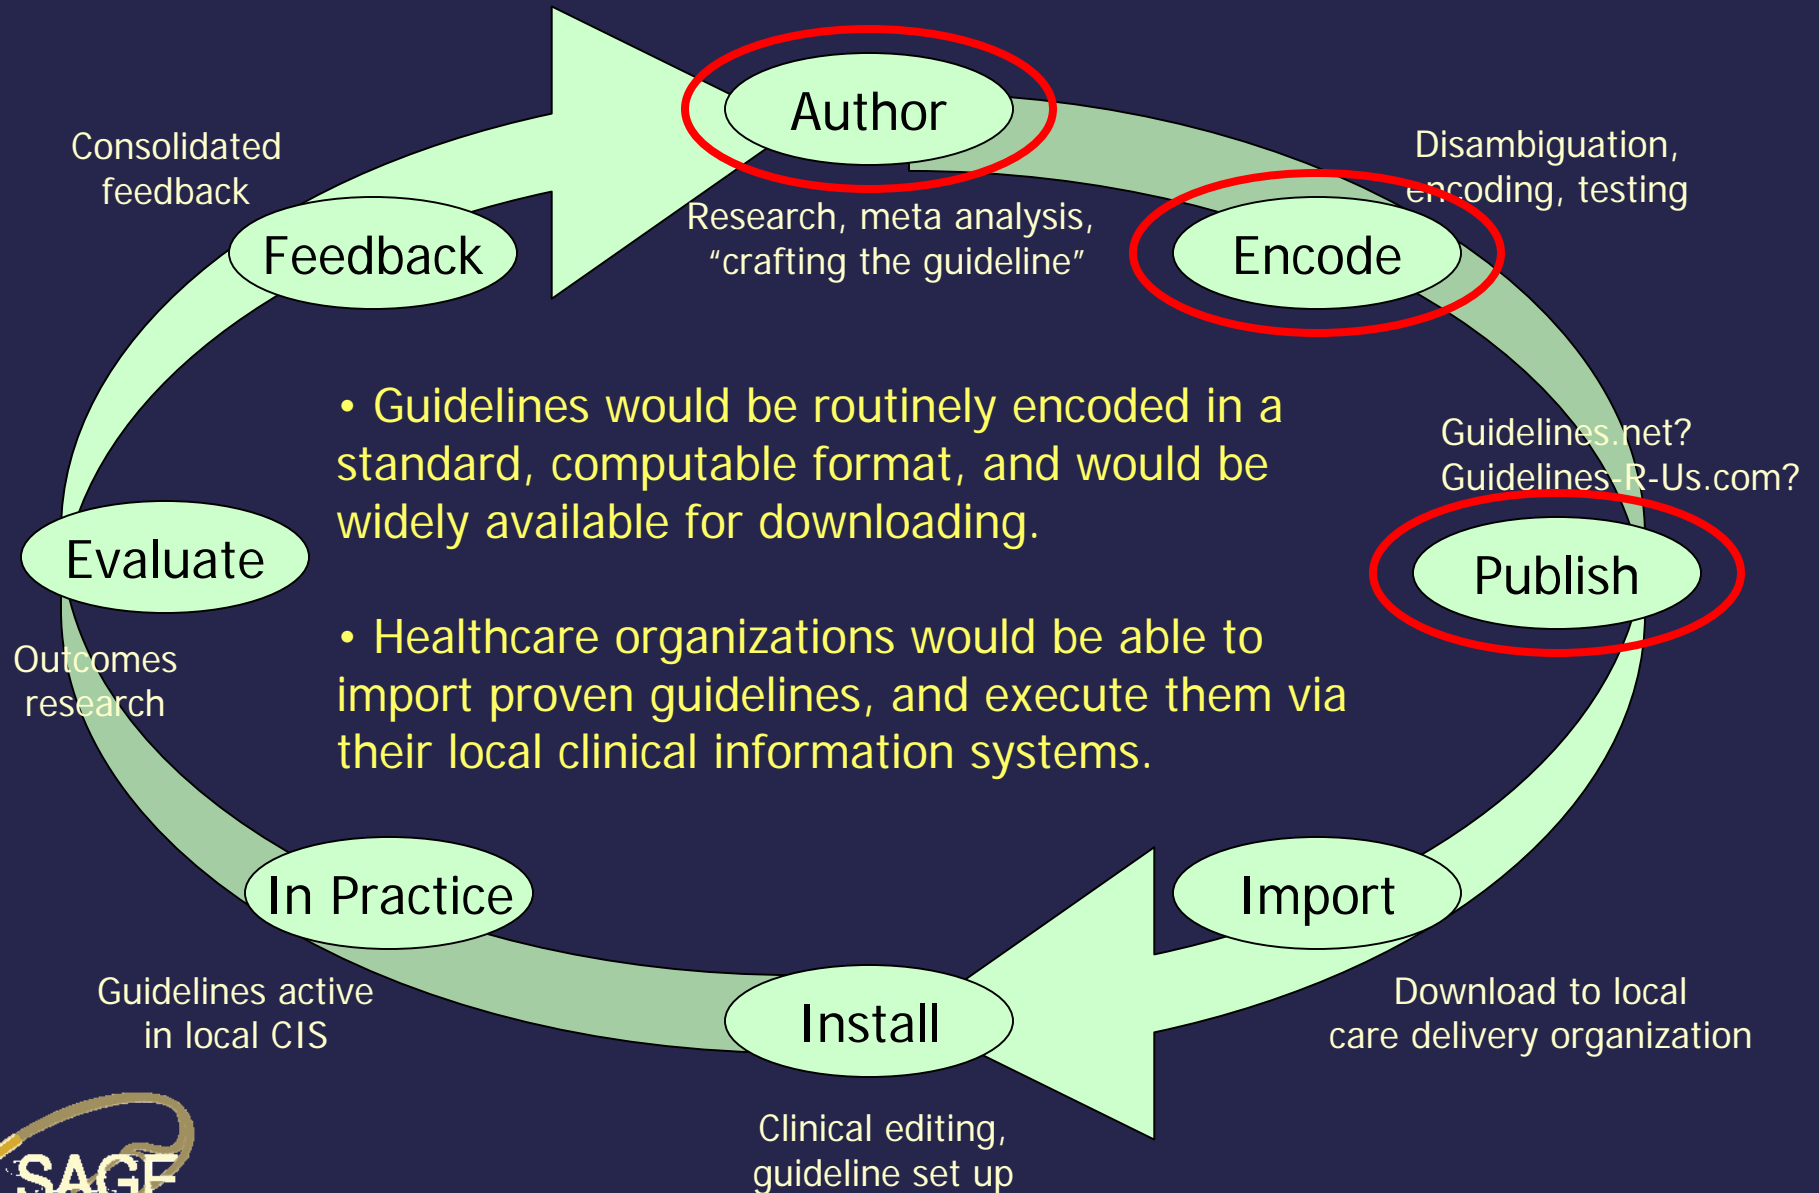 Author
Consolidated
feedback
Disambiguation,
encoding, testing
Research, meta analysis,
“crafting the guideline”
Feedback
Encode
• Guidelines would be routinely encoded in a
standard, computable format, and would be
widely available for downloading.
Guidelines.net?
Guidelines-R-Us.com?
Evaluate
Publish
• Healthcare organizations would be able to
import proven guidelines, and execute them via
their local clinical information systems.
Outcomes
research
In Practice
Import
Guidelines active
in local CIS
Install
Download to local
care delivery organization
Clinical editing,
guideline set up
SAGE